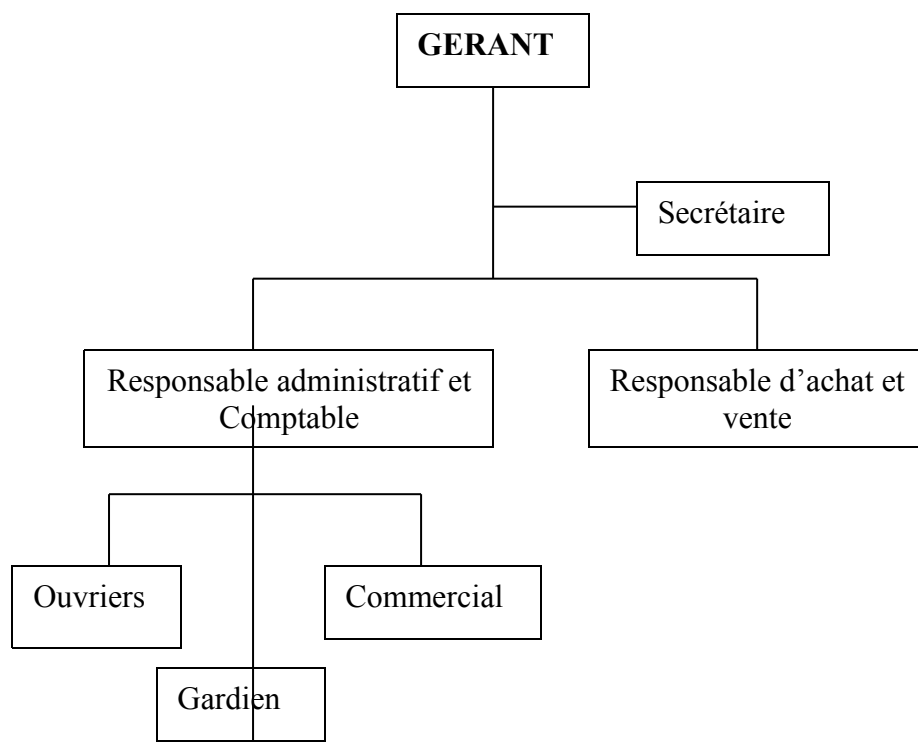 GERANT
Secrétaire
Responsable administratif et
Comptable
Responsable d’achat et
vente
Ouvriers
Commercial
Gardien